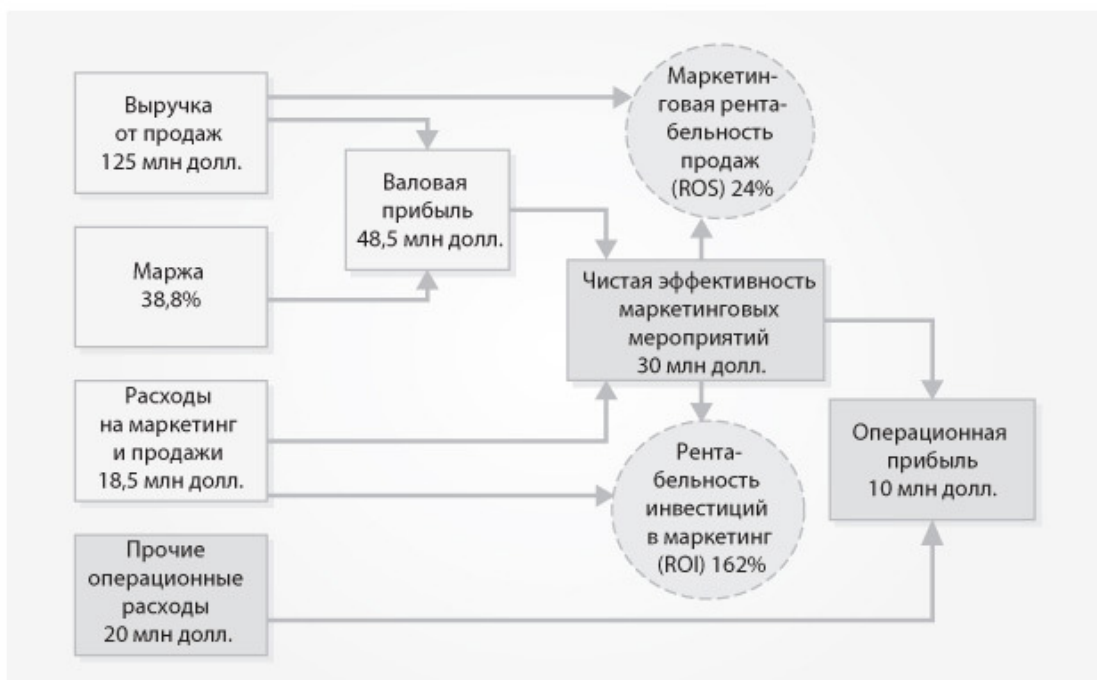 Выручка
от продаж
125 млн долл.
Маржа
38,8%
Расходы
на маркетинг
и продажи
18,5 млн долл.
Прочие
операционные
расходы
20 млн долл.
Валовая
прибыль
48,5 млн долл.
Маркетин-
говая рента-
бельность
продаж
(ROS) 24%
Чистая эффективность
маркетинговых
мероприятий
30 млн долл.
Рента-
бельность
инвестиций
в маркетинг
(ROI) 162%
Операционная
прибыль
10 млн долл.